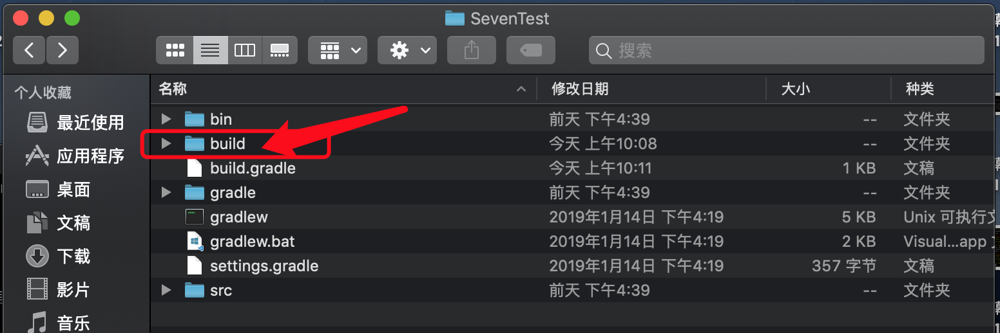 SevenTest
搜索
个人收藏
最近使用
应用程序
桌面
文稿
下载
影片
音乐
名称 修改日期 大小 种类
bin 前天 下午4:39 -- 文件夹
build 今天 上午10:08 -- 文件夹
build.gradle 今天 上午10:11 1 KB 文稿
gradle 前天 下午4:39 -- 文件夹
gradlew 2019年1月14日 下午4:19 5 KB Unix 可执行文
gradlew.bat 2019年1月14日 下午4:19 2 KB Visual...app
settings.gradle 2019年1月14日 下午4:19 357 字节 文稿
src 前天 下午4:39 -- 文件夹